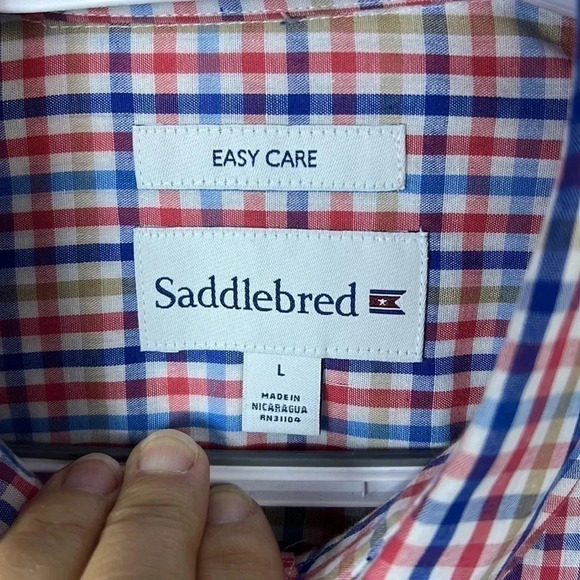 EASY CARE
Saddlebred
L
MADE IN
NICARAGUA
RN31104